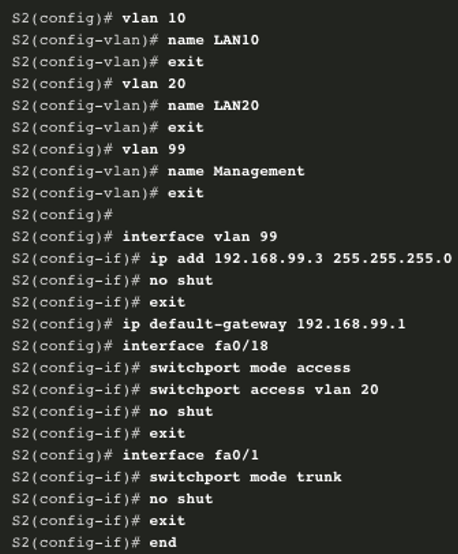 S2(config)# vlan 10
S2(config-vlan)# name LAN10
S2(config-vlan)# exit
S2(config)# vlan 20
S2(config-vlan)# name LAN20
S2(config-vlan)# exit
S2(config)# vlan 99
S2(config-vlan)# name Management
S2(config-vlan)# exit
S2(config)#
S2(config)# interface vlan 99
S2(config-if)# ip add 192.168.99.3 255.255.255.0
S2(config-if)# no shut
S2(config-if)# exit
S2(config)# ip default-gateway 192.168.99.1
S2(config)# interface fa0/18
S2(config-if)# switchport mode access
S2(config-if)# switchport access vlan 20
S2(config-if)# no shut
S2(config-if)# exit
S2(config)# interface fa0/1
S2(config-if)# switchport mode trunk
S2(config-if)# no shut
S2(config-if)# exit
S2(config-if)# end